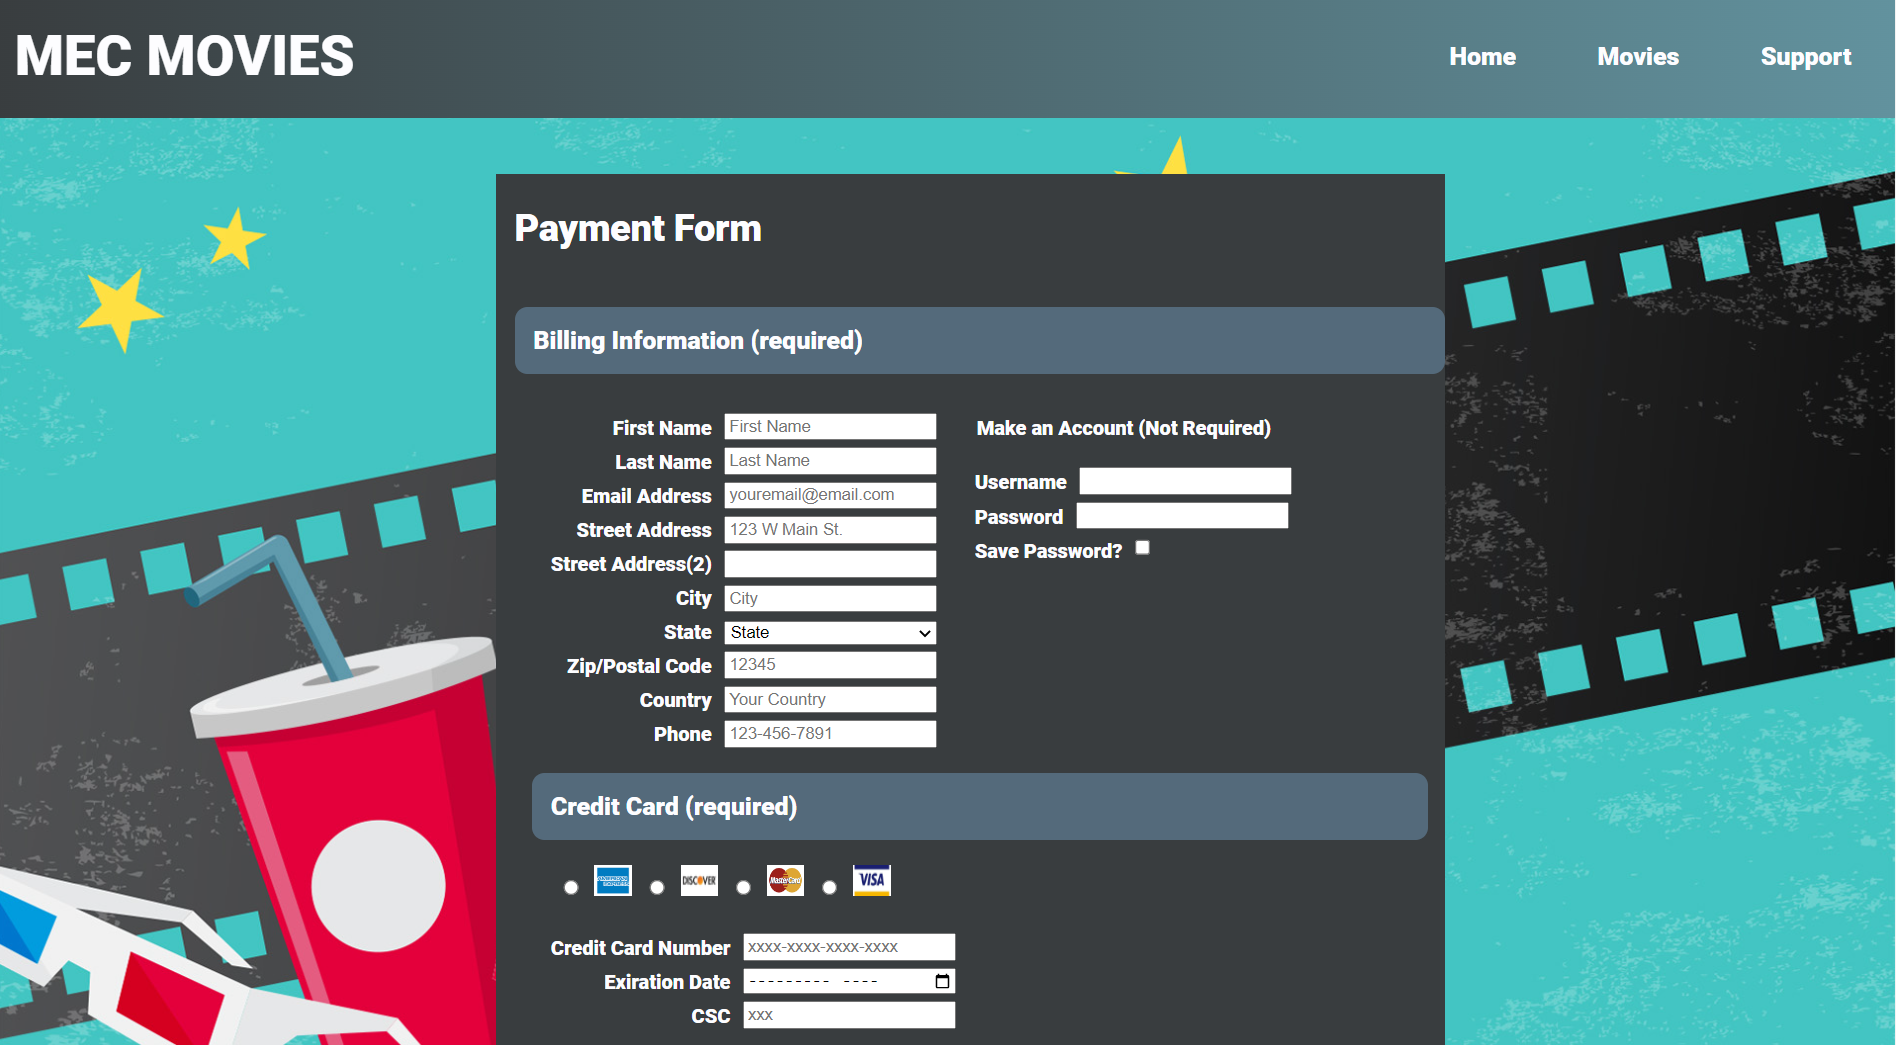 MEC MOVIES
Home Movies Support
Payment Form
Billing Information (required)
First Name First Name
Last Name Last Name
Email Address youremail@email.com
Street Address 123 W Main St.
Street Address(2)
City City
State State
Zip/Postal Code 12345
Country Your Country
Phone 123-456-7891
Make an Account (Not Required)
Username
Password
Save Password?
Credit Card (required)
AMERICAN EXPRESS DISCOVER MasterCard VISA
Credit Card Number xxxx-xxxx-xxxx-xxxx
Exiration Date --------- ----
CSC xxx